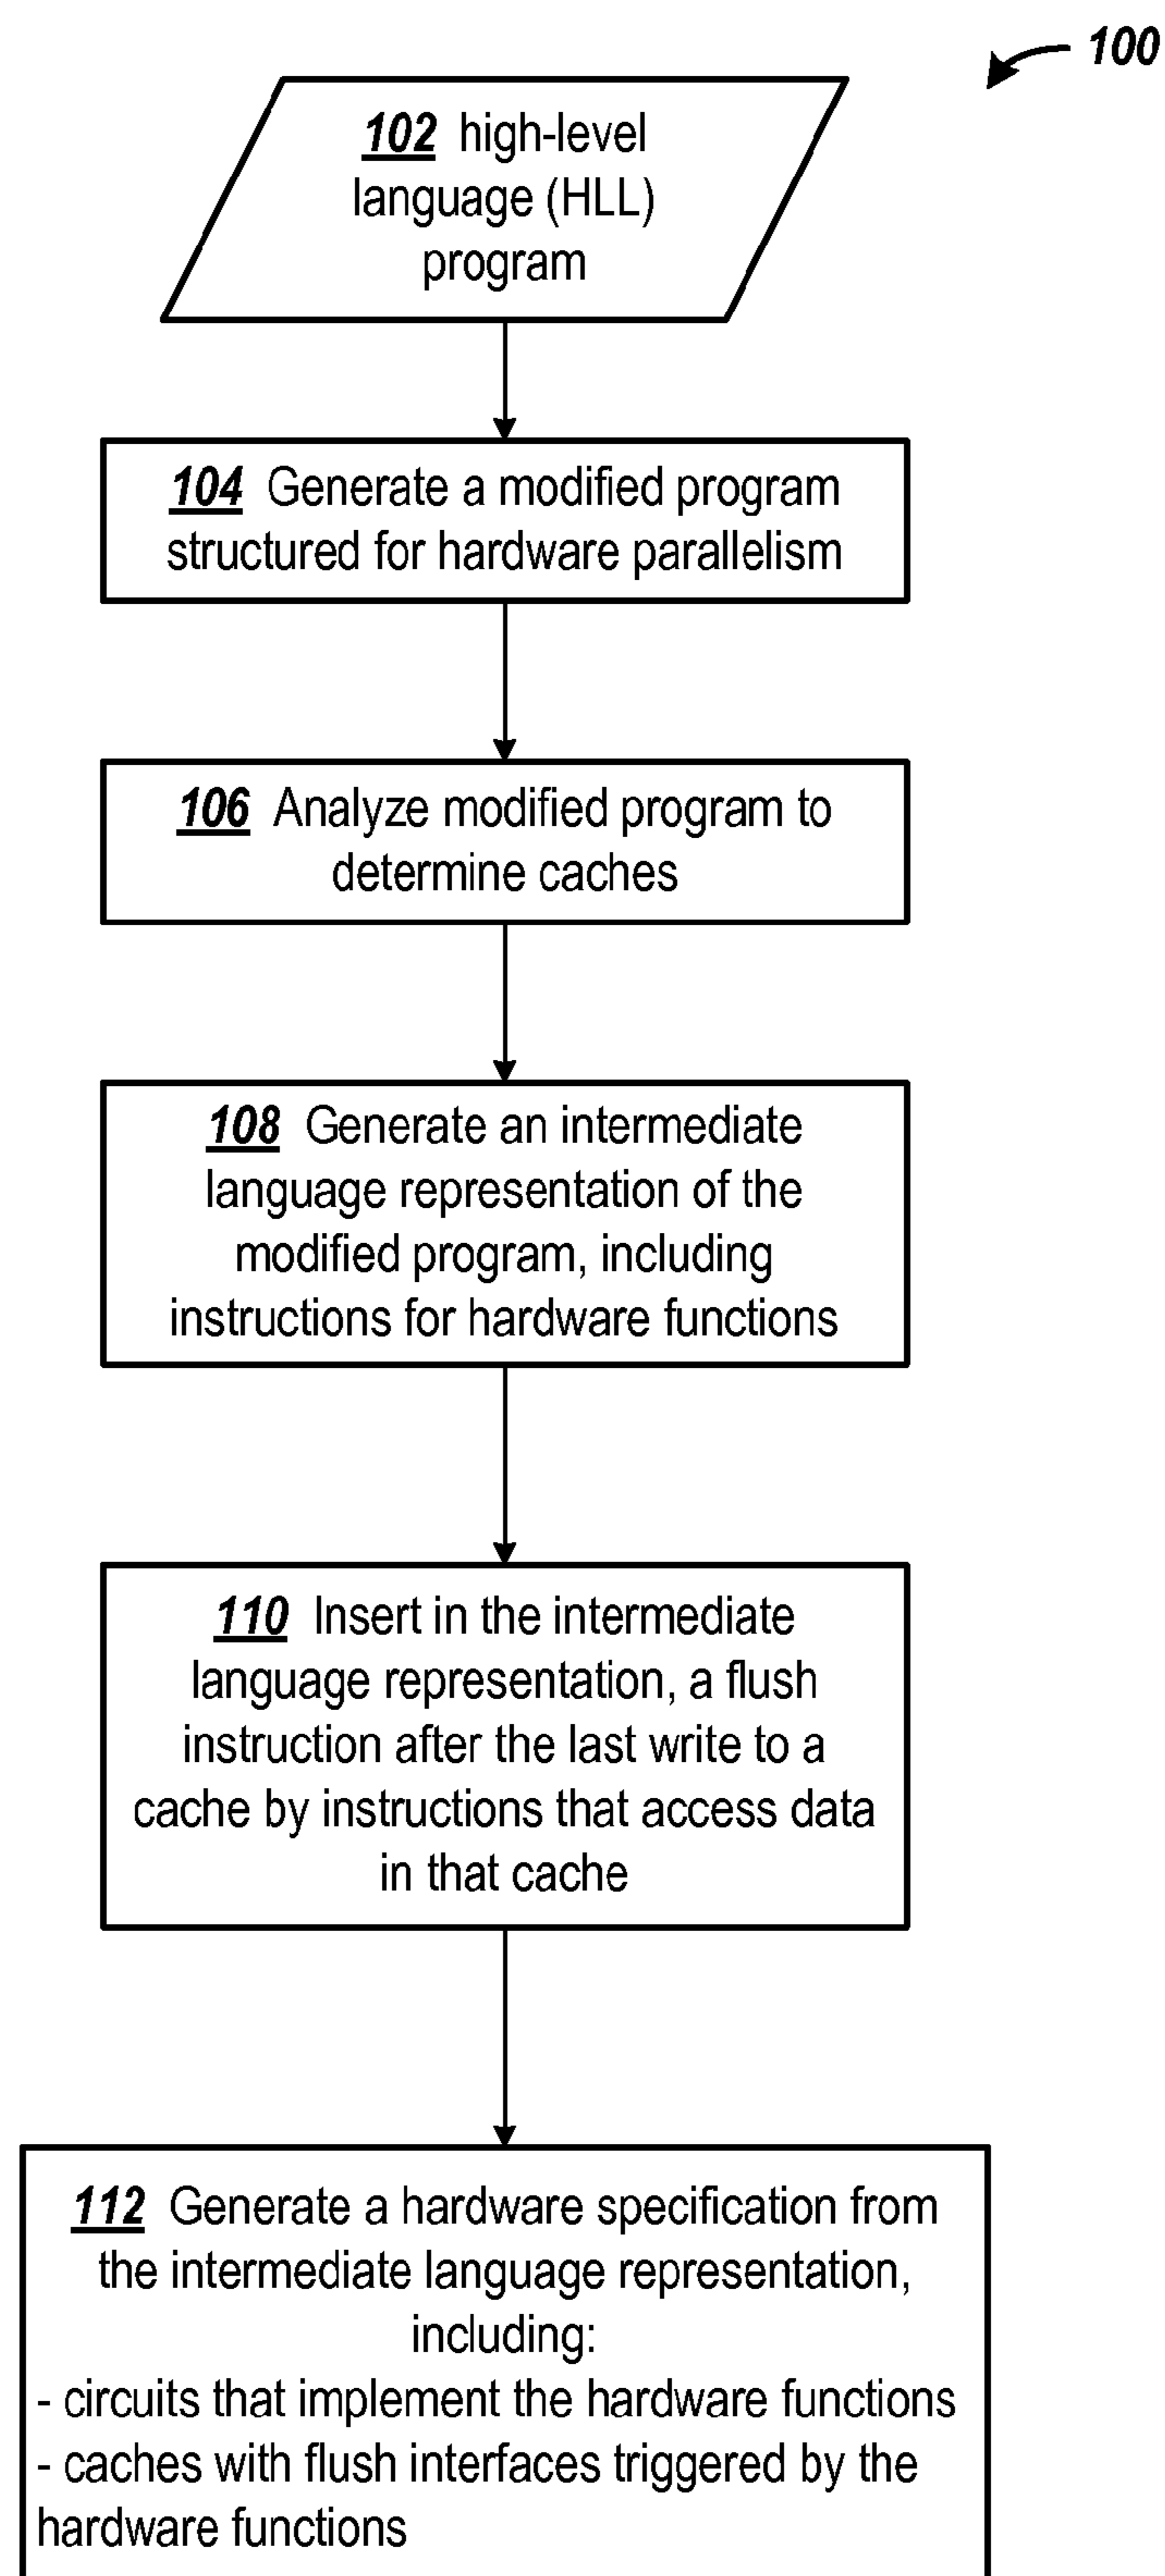 100
102 high-level
language (HLL)
program
104 Generate a modified program
structured for hardware parallelism
106 Analyze modified program to
determine caches
108 Generate an intermediate
language representation of the
modified program, including
instructions for hardware functions
110 Insert in the intermediate
language representation, a flush
instruction after the last write to a
cache by instructions that access data
in that cache
112 Generate a hardware specification from
the intermediate language representation,
including:
- circuits that implement the hardware functions
- caches with flush interfaces triggered by the
hardware functions